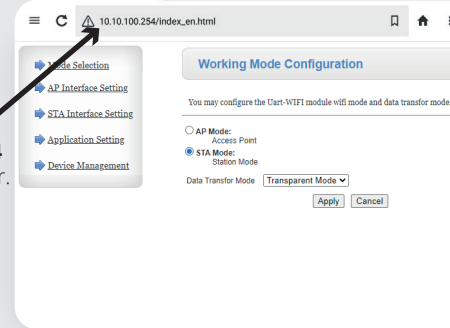 10.10.100.254/index_en.html
Mode Selection
AP Interface Setting
STA Interface Setting
Application Setting
Device Management
Working Mode Configuration
You may configure the Uart-WIFI module wifi mode and data transfor mode.
AP Mode:
Access Point
STA Mode:
Station Mode
Data Transfor Mode Transparent Mode
Apply Cancel